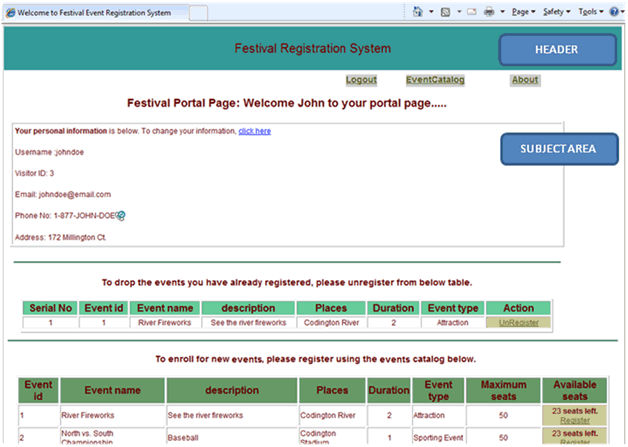 Welcome to Festival Event Registration System
Page Safety Tools
Festival Registration System
HEADER
Logout EventCatalog About
Festival Portal Page: Welcome John to your portal page.....
Your personal information is below. To change your information, click here
SUBJECT AREA
Username :johndoe
Visitor ID: 3
Email: johndoe@email.com
Phone No: 1-877-JOHN-DOE
Address: 172 Millington Ct.
To drop the events you have already registered, please unregister from below table.
Serial No Event id Event name description Places Duration Event type Action
1 1 River Fireworks See the river fireworks Codington River 2 Attraction UnRegister
To enroll for new events, please register using the events catalog below.
Event id Event name description Places Duration Event type Maximum seats Available seats
1 River Fireworks See the river fireworks Codington River 2 Attraction 50 23 seats left.
Register
2 North vs. South Championship Baseball Codington Stadium 1 Sporting Event 50 23 seats left.
Register